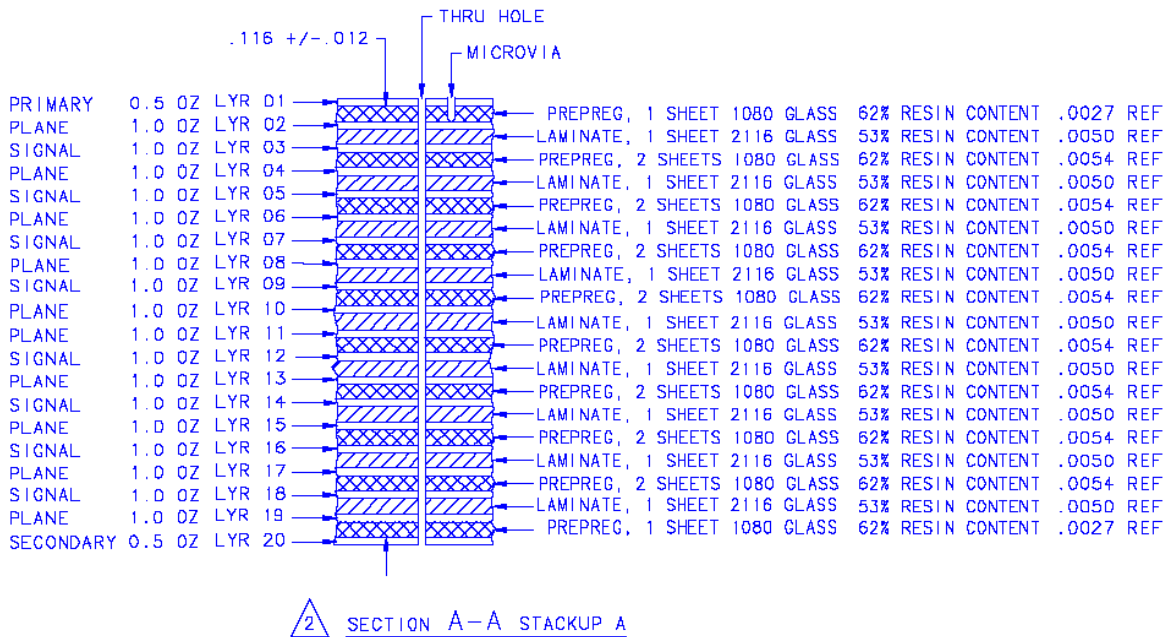 THRU HOLE
.116 +/-.012
MICROVIA
PRIMARY 0.5 OZ LYR 01
PLANE 1.0 OZ LYR 02
SIGNAL 1.0 OZ LYR 03
PLANE 1.0 OZ LYR 04
SIGNAL 1.0 OZ LYR 05
PLANE 1.0 OZ LYR 06
SIGNAL 1.0 OZ LYR 07
PLANE 1.0 OZ LYR 08
SIGNAL 1.0 OZ LYR 09
PLANE 1.0 OZ LYR 10
PLANE 1.0 OZ LYR 11
SIGNAL 1.0 OZ LYR 12
PLANE 1.0 OZ LYR 13
SIGNAL 1.0 OZ LYR 14
PLANE 1.0 OZ LYR 15
SIGNAL 1.0 OZ LYR 16
PLANE 1.0 OZ LYR 17
SIGNAL 1.0 OZ LYR 18
PLANE 1.0 OZ LYR 19
SECONDARY 0.5 OZ LYR 20
PREPREG, 1 SHEET 1080 GLASS 62% RESIN CONTENT .0027 REF
LAMINATE, 1 SHEET 2116 GLASS 53% RESIN CONTENT .0050 REF
PREPREG, 2 SHEETS 1080 GLASS 62% RESIN CONTENT .0054 REF
LAMINATE, 1 SHEET 2116 GLASS 53% RESIN CONTENT .0050 REF
PREPREG, 2 SHEETS 1080 GLASS 62% RESIN CONTENT .0054 REF
LAMINATE, 1 SHEET 2116 GLASS 53% RESIN CONTENT .0050 REF
PREPREG, 2 SHEETS 1080 GLASS 62% RESIN CONTENT .0054 REF
LAMINATE, 1 SHEET 2116 GLASS 53% RESIN CONTENT .0050 REF
PREPREG, 2 SHEETS 1080 GLASS 62% RESIN CONTENT .0054 REF
LAMINATE, 1 SHEET 2116 GLASS 53% RESIN CONTENT .0050 REF
PREPREG, 2 SHEETS 1080 GLASS 62% RESIN CONTENT .0054 REF
LAMINATE, 1 SHEET 2116 GLASS 53% RESIN CONTENT .0050 REF
PREPREG, 2 SHEETS 1080 GLASS 62% RESIN CONTENT .0054 REF
LAMINATE, 1 SHEET 2116 GLASS 53% RESIN CONTENT .0050 REF
PREPREG, 2 SHEETS 1080 GLASS 62% RESIN CONTENT .0054 REF
LAMINATE, 1 SHEET 2116 GLASS 53% RESIN CONTENT .0050 REF
PREPREG, 2 SHEETS 1080 GLASS 62% RESIN CONTENT .0054 REF
LAMINATE, 1 SHEET 2116 GLASS 53% RESIN CONTENT .0050 REF
PREPREG, 1 SHEET 1080 GLASS 62% RESIN CONTENT .0027 REF
2 SECTION A-A STACKUP A